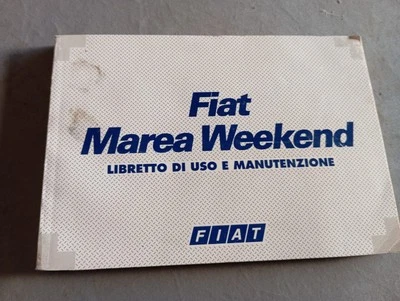 Fiat
Marea Weekend
LIBRETTO DI USO E MANUTENZIONE
FIAT